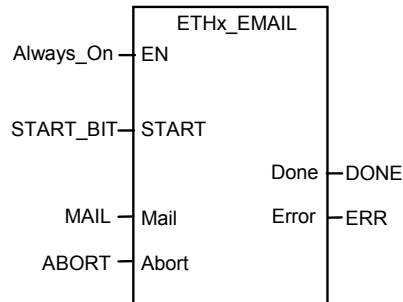 ETHx_EMAIL
Always_On EN
START_BIT START
Done DONE
MAIL Mail Error ERR
ABORT Abort